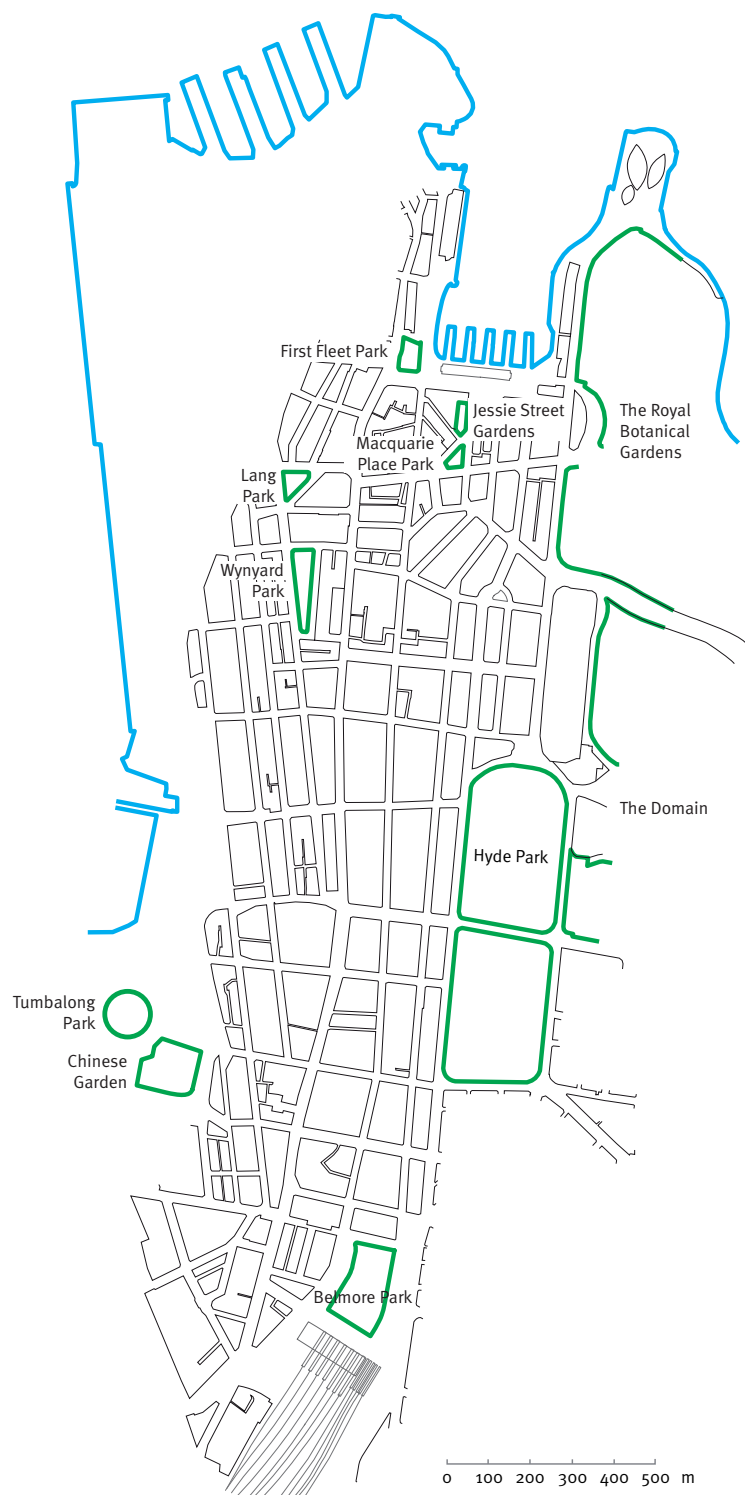 First Fleet Park
Jessie Street
Gardens
The Royal
Botanical
Gardens
Macquarie
Place Park
Lang
Park
Wynyard
Park
The Domain
Hyde Park
Tumbalong
Park
Chinese
Garden
Belmore Park
0 100 200 300 400 500 m